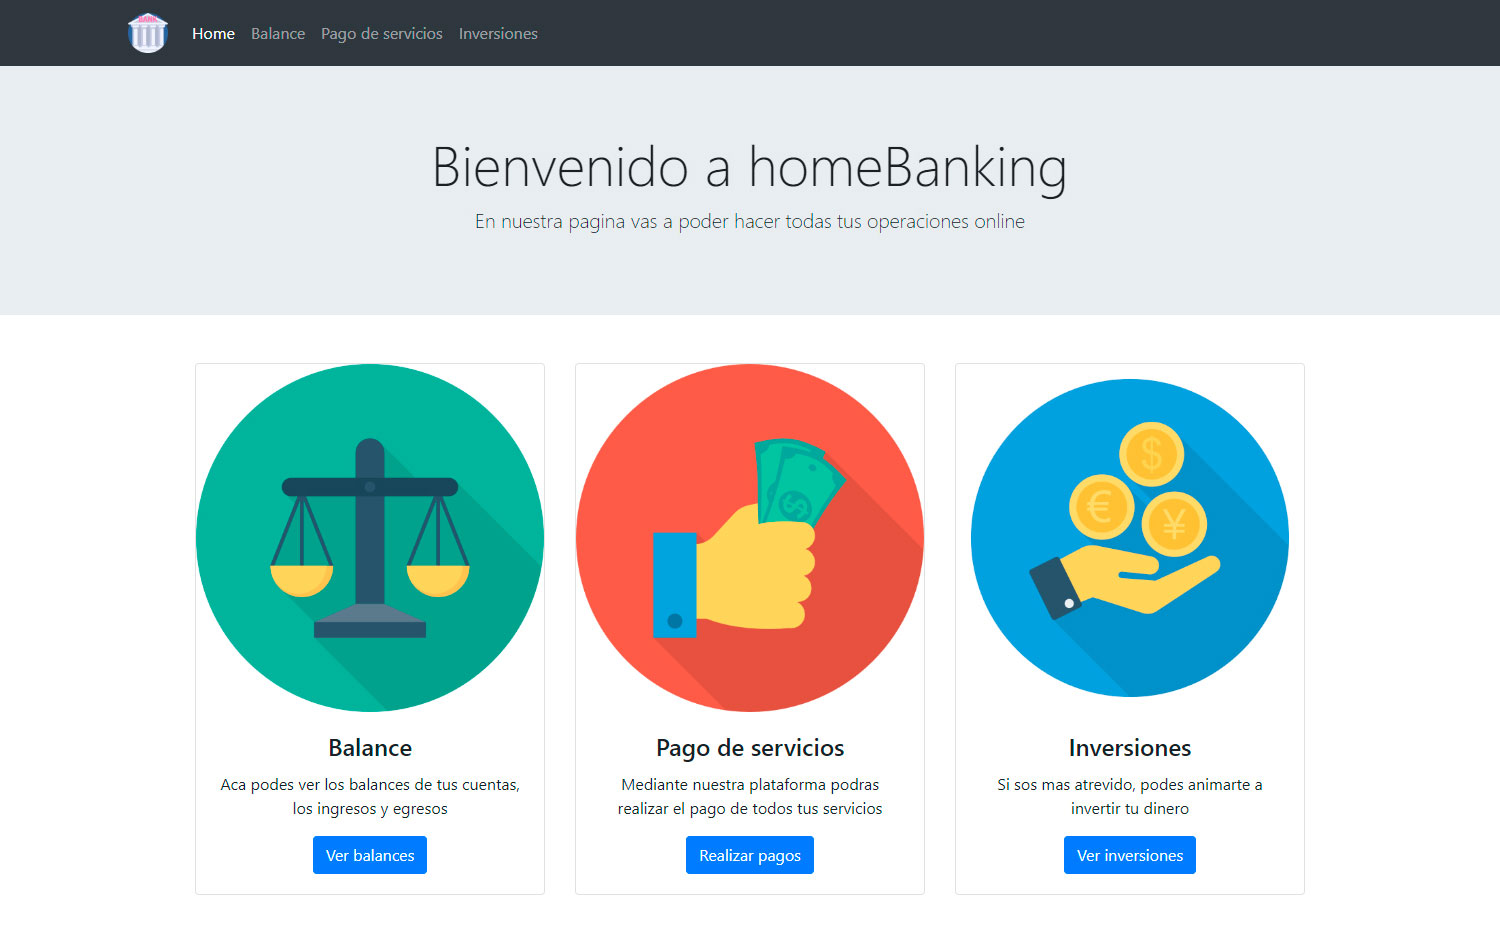 BANK
Home Balance Pago de servicios Inversiones
Bienvenido a homeBanking
En nuestra pagina vas a poder hacer todas tus operaciones online
$
€
¥
$
Balance
Aca podes ver los balances de tus cuentas,
los ingresos y egresos
Ver balances
Pago de servicios
Mediante nuestra plataforma podras
realizar el pago de todos tus servicios
Realizar pagos
Inversiones
Si sos mas atrevido, podes animarte a
invertir tu dinero
Ver inversiones